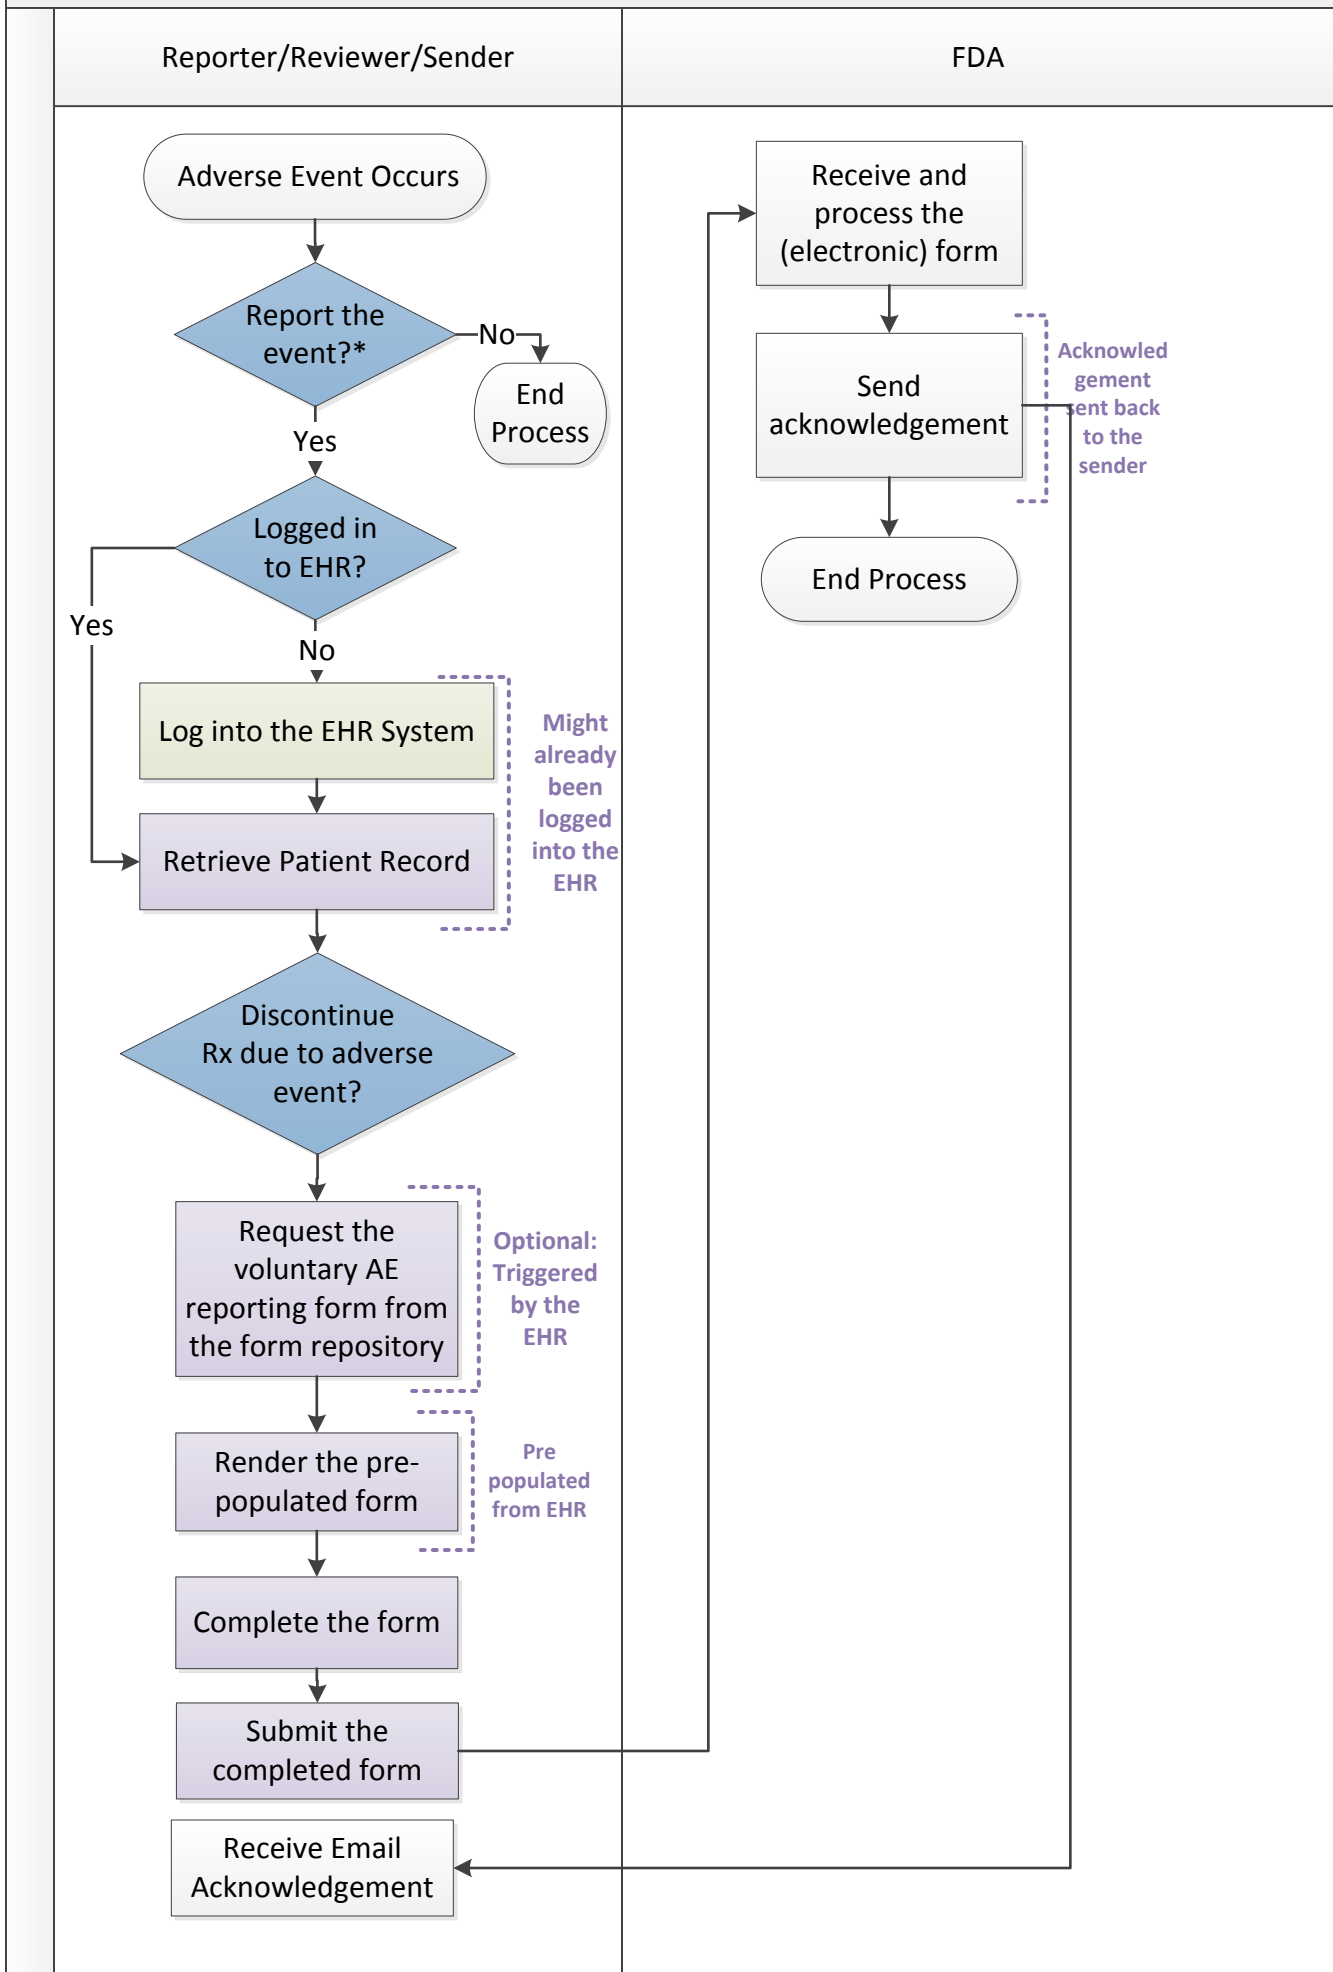 Reporter/Reviewer/Sender
FDA
Adverse Event Occurs
Report the
event?*
No
End
Process
Yes
Logged in
to EHR?
Yes
No
Log into the EHR System
Retrieve Patient Record
Might
already
been
logged
into the
EHR
Discontinue
Rx due to adverse
event?
Request the
voluntary AE
reporting form from
the form repository
Optional:
Triggered
by the
EHR
Render the pre-
populated form
Pre
populated
from EHR
Complete the form
Submit the
completed form
Receive Email
Acknowledgement
Receive and
process the
(electronic) form
Send
acknowledgement
Acknowled
gement
sent back
to the
sender
End Process